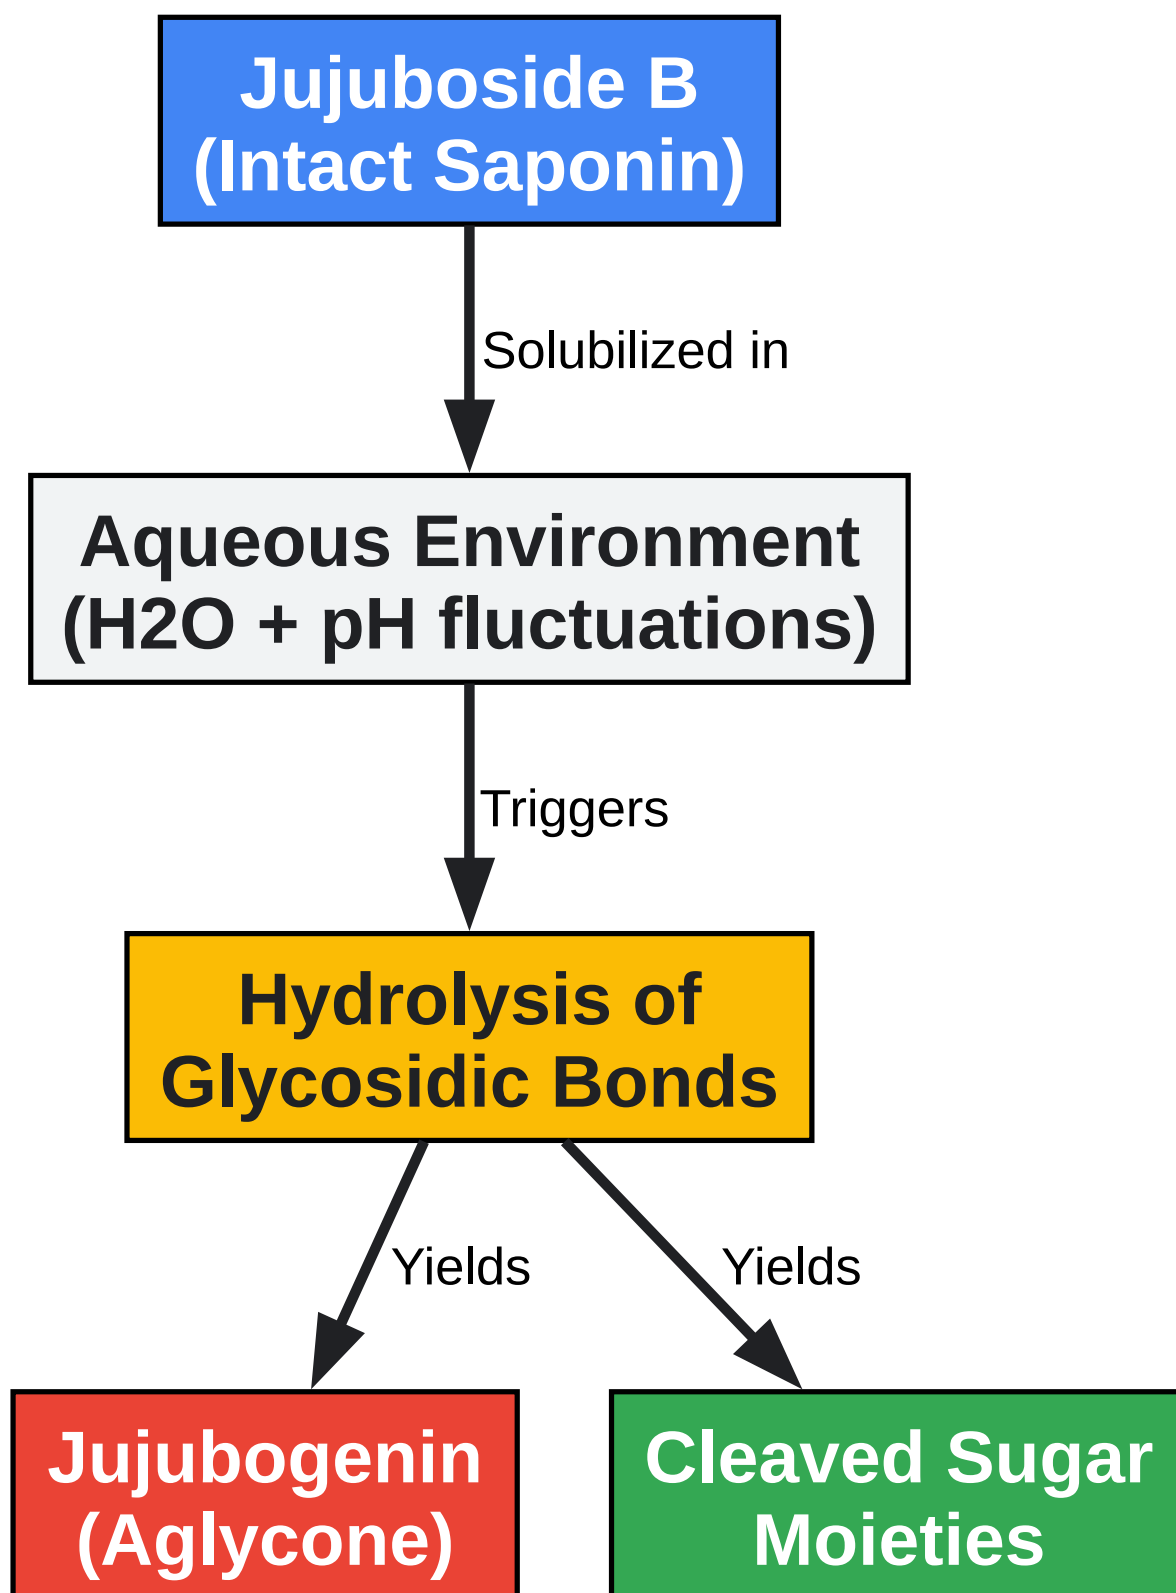 Jujuboside B
(Intact Saponin)
Solubilized in
Aqueous Environment
(H2O + pH fluctuations)
Triggers
Hydrolysis of
Glycosidic Bonds
Yields
Yields
Jujubogenin
(Aglycone)
Cleaved Sugar
Moieties